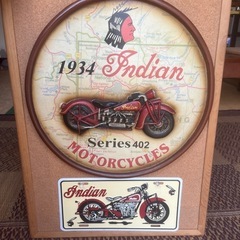 1934 Indian
Series 402
MOTORCYCLES
Indian